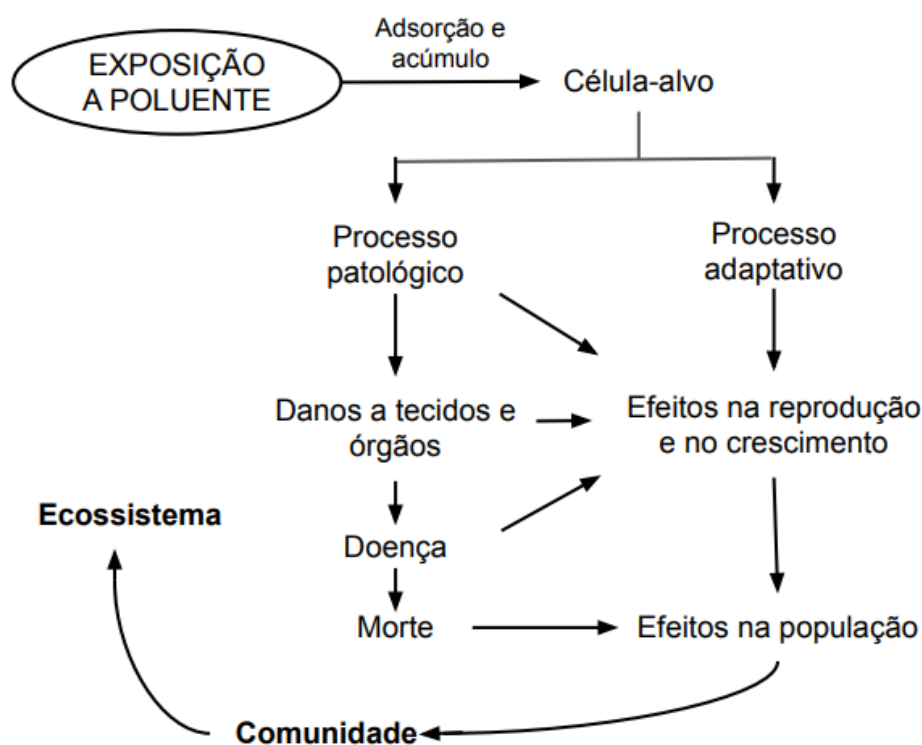 Adsorção e
acúmulo
EXPOSIÇÃO
A POLUENTE
Célula-alvo
Processo
patológico
Processo
adaptativo
Danos a tecidos e
órgãos
Efeitos na reprodução
e no crescimento
Ecossistema
Doença
Morte
Efeitos na população
Comunidade